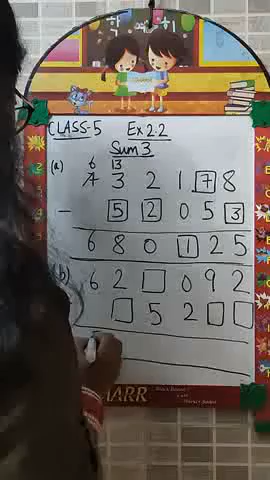 CLASS-5 Ex 2.2
Sum 3
(a) 6 13
7 3 2 1 7 8
- 5 2 0 5 3
6 8 0 1 2 5
(b) 6 2 □ 0 9 2
□ 5 2 □ □